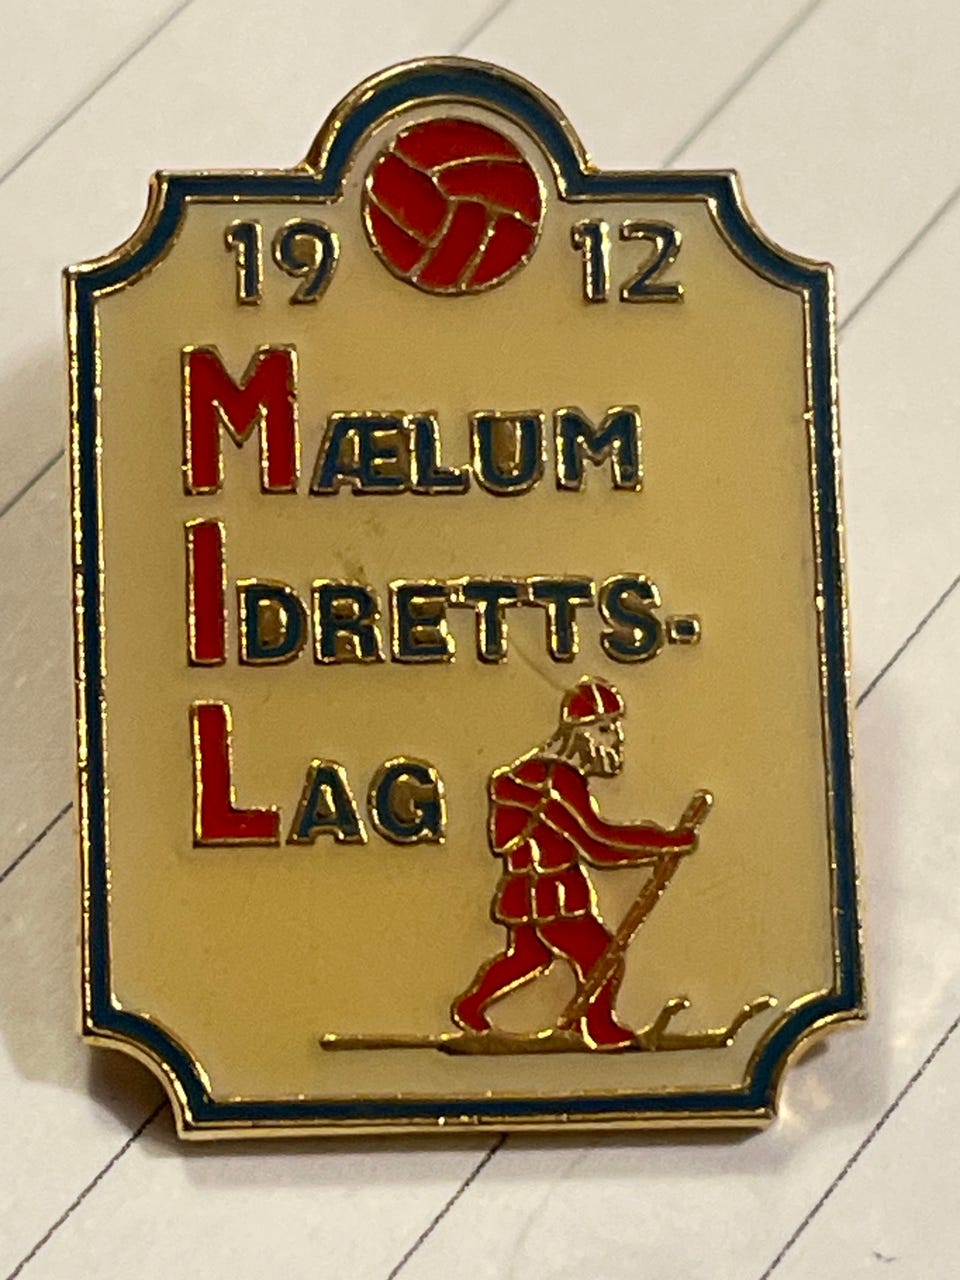 19 12
MÆLUM
IDRETTS-
LAG